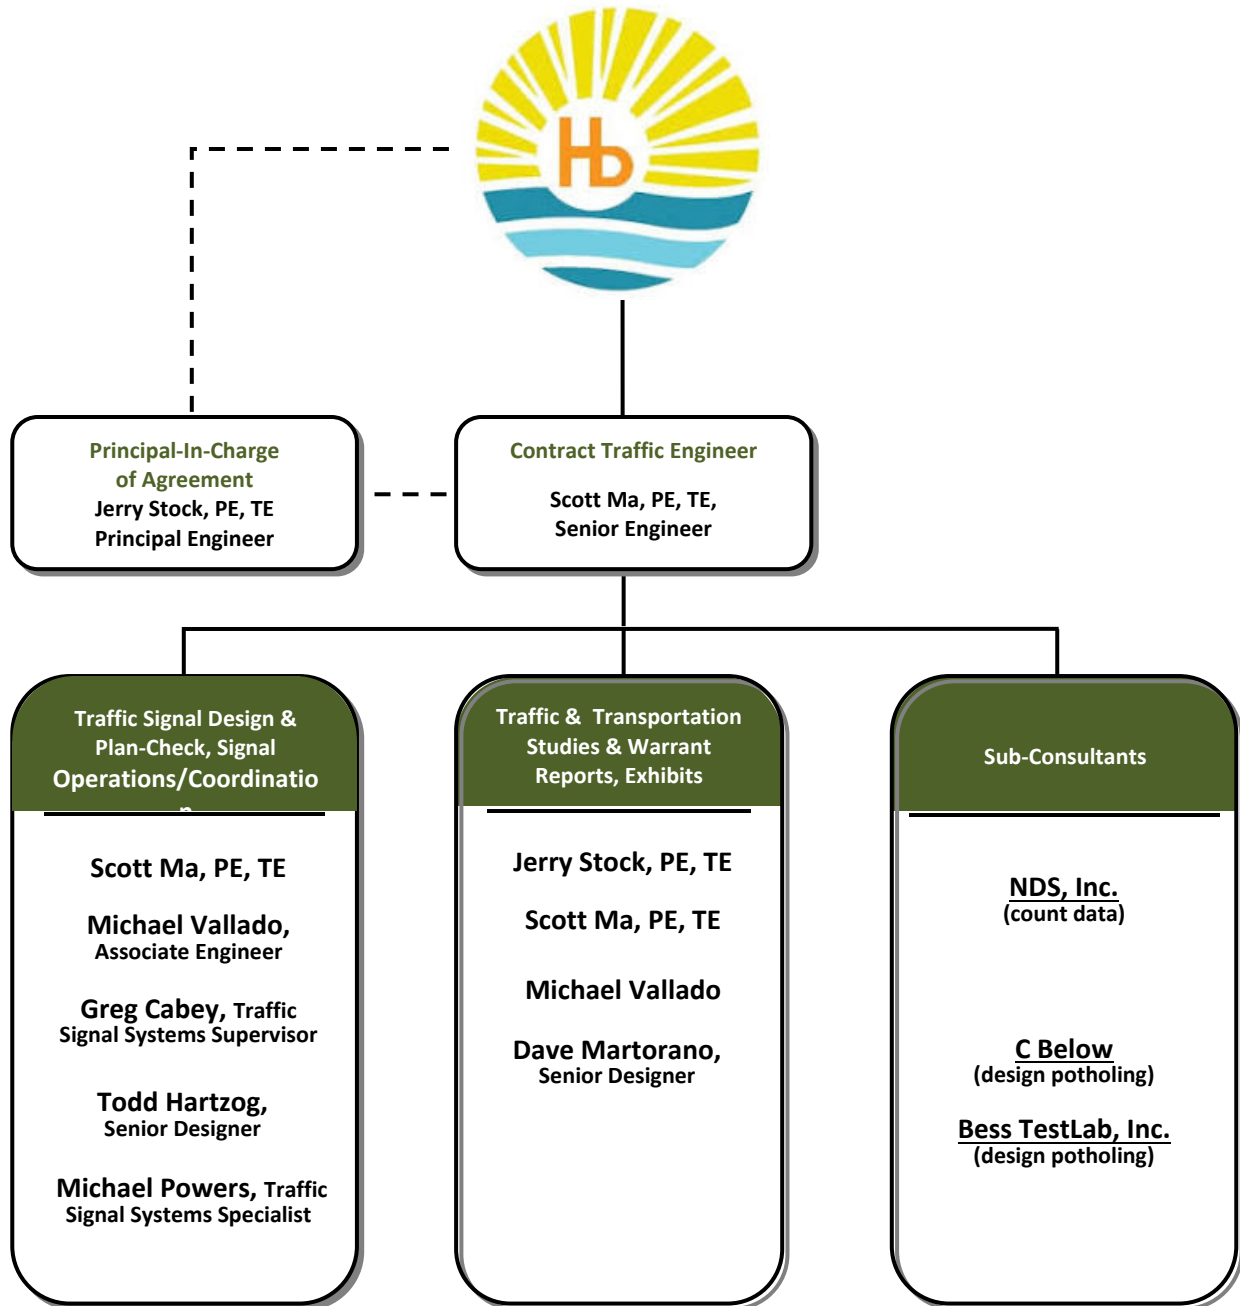 Hb
Principal-In-Charge
of Agreement
Jerry Stock, PE, TE
Principal Engineer
Contract Traffic Engineer
Scott Ma, PE, TE,
Senior Engineer
Traffic Signal Design &
Plan-Check, Signal
Operations/Coordinatio
n
Scott Ma, PE, TE
Michael Vallado,
Associate Engineer
Greg Cabey, Traffic
Signal Systems Supervisor
Todd Hartzog,
Senior Designer
Michael Powers, Traffic
Signal Systems Specialist
Traffic & Transportation
Studies & Warrant
Reports, Exhibits
Jerry Stock, PE, TE
Scott Ma, PE, TE
Michael Vallado
Dave Martorano,
Senior Designer
Sub-Consultants
NDS, Inc.
(count data)
C Below
(design potholing)
Bess TestLab, Inc.
(design potholing)